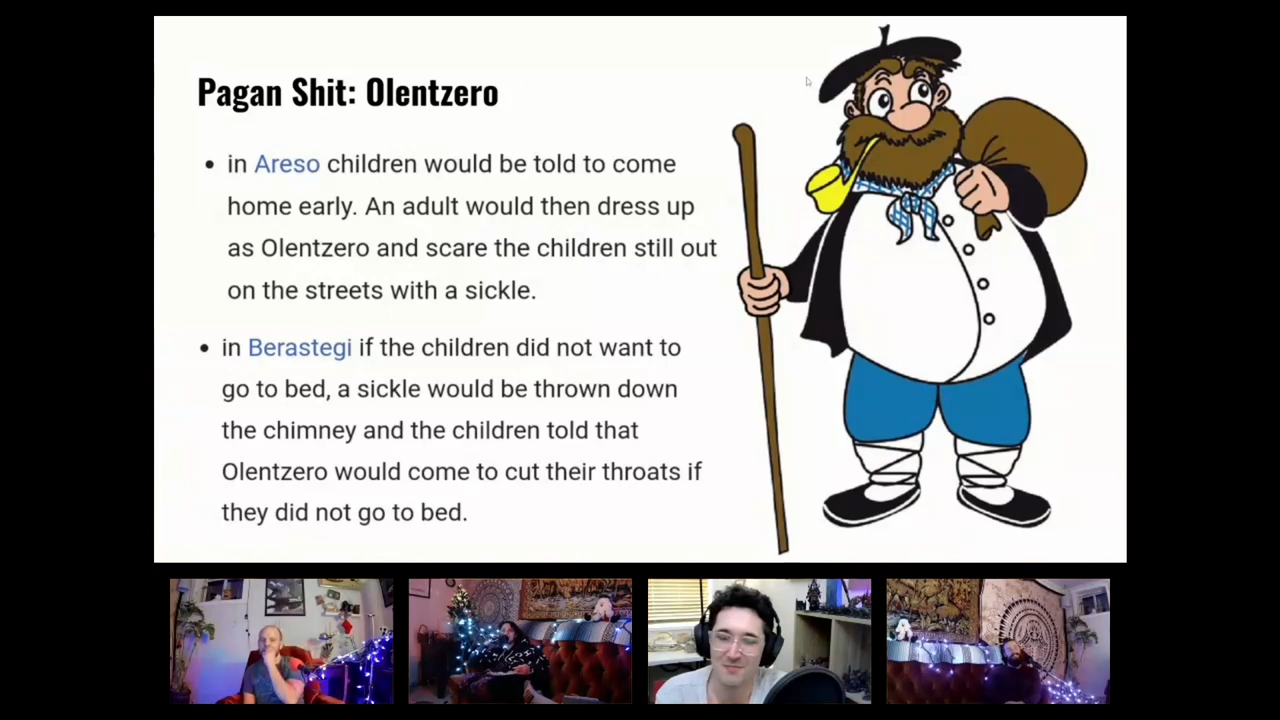 Pagan Shit: Olentzero
• in Areso children would be told to come
home early. An adult would then dress up
as Olentzero and scare the children still out
on the streets with a sickle.
• in Berastegi if the children did not want to
go to bed, a sickle would be thrown down
the chimney and the children told that
Olentzero would come to cut their throats if
they did not go to bed.